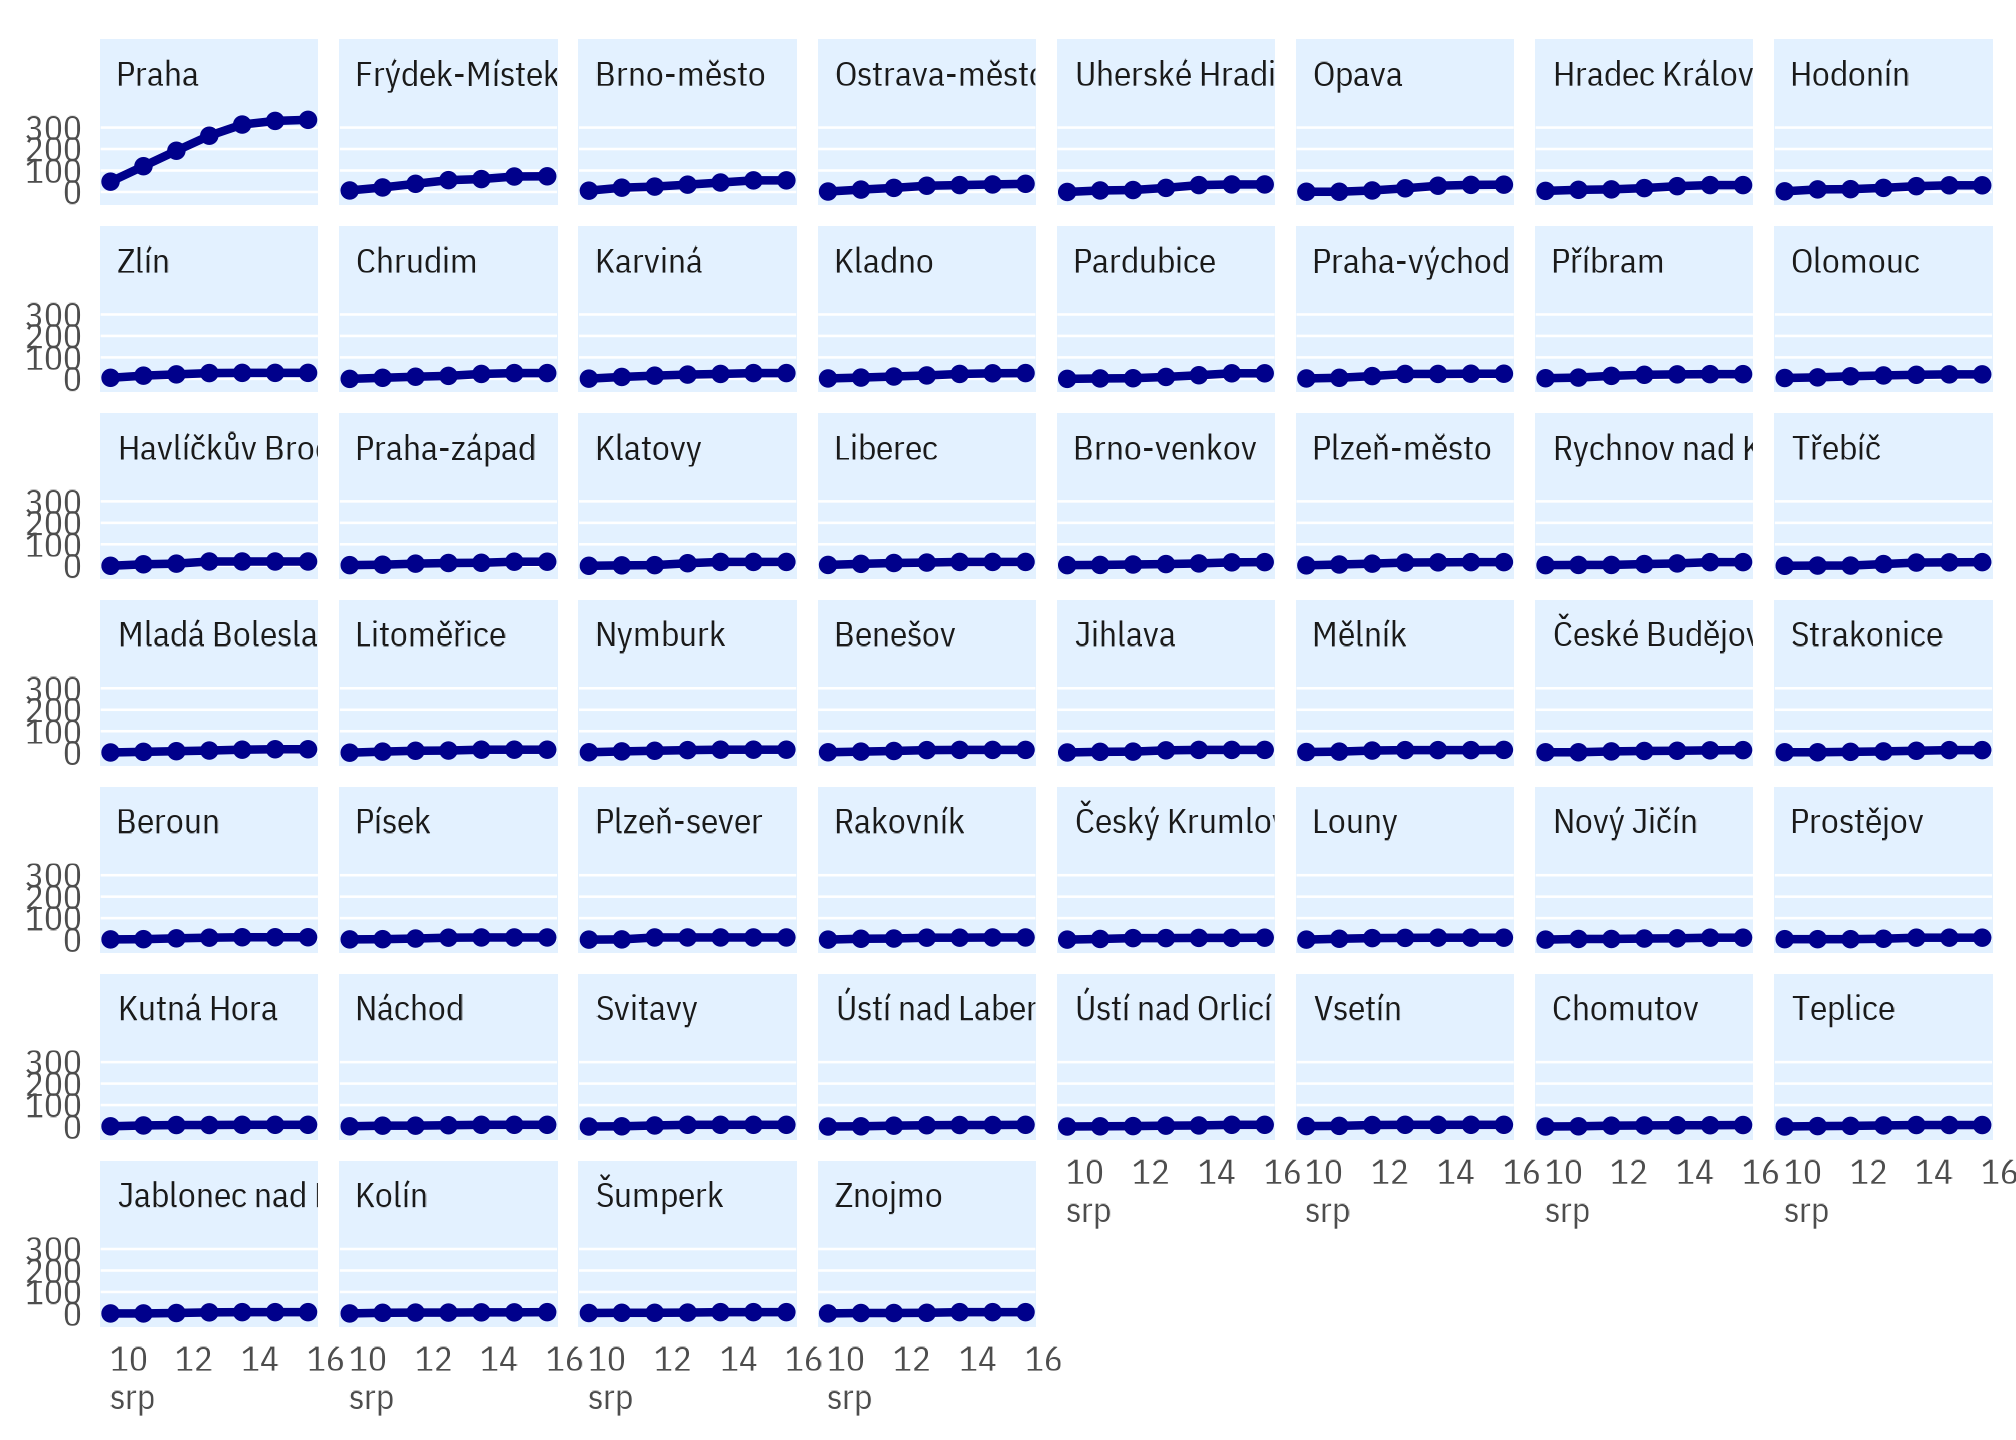 Praha
Frýdek-Místek
Brno-město
Ostrava-město
Uherské Hradi
Opava
Hradec Králov
Hodonín
300
200
100
0
Zlín
Chrudim
Karviná
Kladno
Pardubice
Praha-východ
Příbram
Olomouc
300
200
100
0
Havlíčkův Brod
Praha-západ
Klatovy
Liberec
Brno-venkov
Plzeň-město
Rychnov nad K
Třebíč
300
200
100
0
Mladá Bolesla
Litoměřice
Nymburk
Benešov
Jihlava
Mělník
České Budějov
Strakonice
300
200
100
0
Beroun
Písek
Plzeň-sever
Rakovník
Český Krumlov
Louny
Nový Jičín
Prostějov
300
200
100
0
Kutná Hora
Náchod
Svitavy
Ústí nad Labem
Ústí nad Orlicí
Vsetín
Chomutov
Teplice
300
200
100
0
10 12 14 16 10 12 14 16 10 12 14 16 10 12 14 16
srp srp srp srp
Jablonec nad
Kolín
Šumperk
Znojmo
300
200
100
0
10 12 14 16 10 12 14 16 10 12 14 16 10 12 14 16
srp srp srp srp